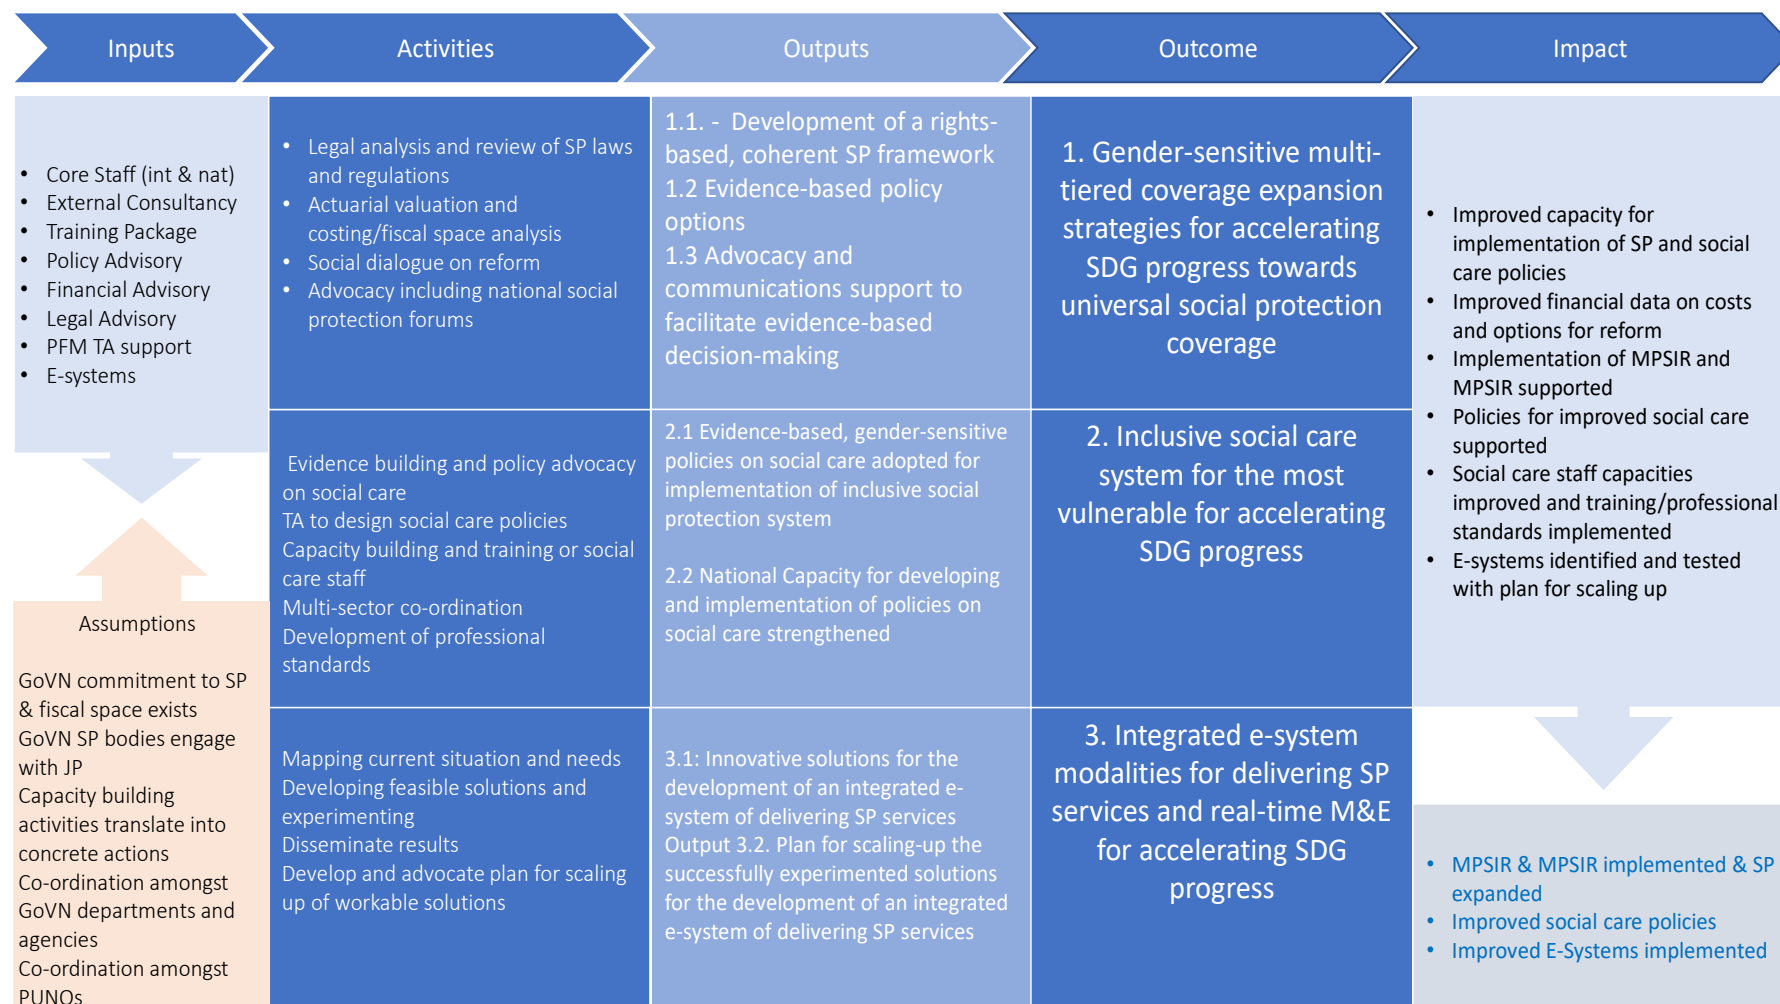 Inputs
Activities
Outputs
Outcome
Impact
• Core Staff (int & nat)
• External Consultancy
• Training Package
• Policy Advisory
• Financial Advisory
• Legal Advisory
• PFM TA support
• E-systems
Assumptions
GoVN commitment to SP
& fiscal space exists
GoVN SP bodies engage
with JP
Capacity building
activities translate into
concrete actions
Co-ordination amongst
GoVN departments and
agencies
Co-ordination amongst
PUNOs
• Legal analysis and review of SP laws
and regulations
• Actuarial valuation and
costing/fiscal space analysis
• Social dialogue on reform
• Advocacy including national social
protection forums
1.1. - Development of a rights-
based, coherent SP framework
1.2 Evidence-based policy
options
1.3 Advocacy and
communications support to
facilitate evidence-based
decision-making
1. Gender-sensitive multi-
tiered coverage expansion
strategies for accelerating
SDG progress towards
universal social protection
coverage
Evidence building and policy advocacy
on social care
TA to design social care policies
Capacity building and training or social
care staff
Multi-sector co-ordination
Development of professional
standards
2.1 Evidence-based, gender-sensitive
policies on social care adopted for
implementation of inclusive social
protection system
2.2 National Capacity for developing
and implementation of policies on
social care strengthened
2. Inclusive social care
system for the most
vulnerable for accelerating
SDG progress
Mapping current situation and needs
Developing feasible solutions and
experimenting
Disseminate results
Develop and advocate plan for scaling
up of workable solutions
3.1: Innovative solutions for the
development of an integrated e-
system of delivering SP services
Output 3.2. Plan for scaling-up the
successfully experimented solutions
for the development of an integrated
e-system of delivering SP services
3. Integrated e-system
modalities for delivering SP
services and real-time M&E
for accelerating SDG
progress
• Improved capacity for
implementation of SP and social
care policies
• Improved financial data on costs
and options for reform
• Implementation of MPSIR and
MPSIR supported
• Policies for improved social care
supported
• Social care staff capacities
improved and training/professional
standards implemented
• E-systems identified and tested
with plan for scaling up
• MPSIR & MPSIR implemented & SP
expanded
• Improved social care policies
• Improved E-Systems implemented